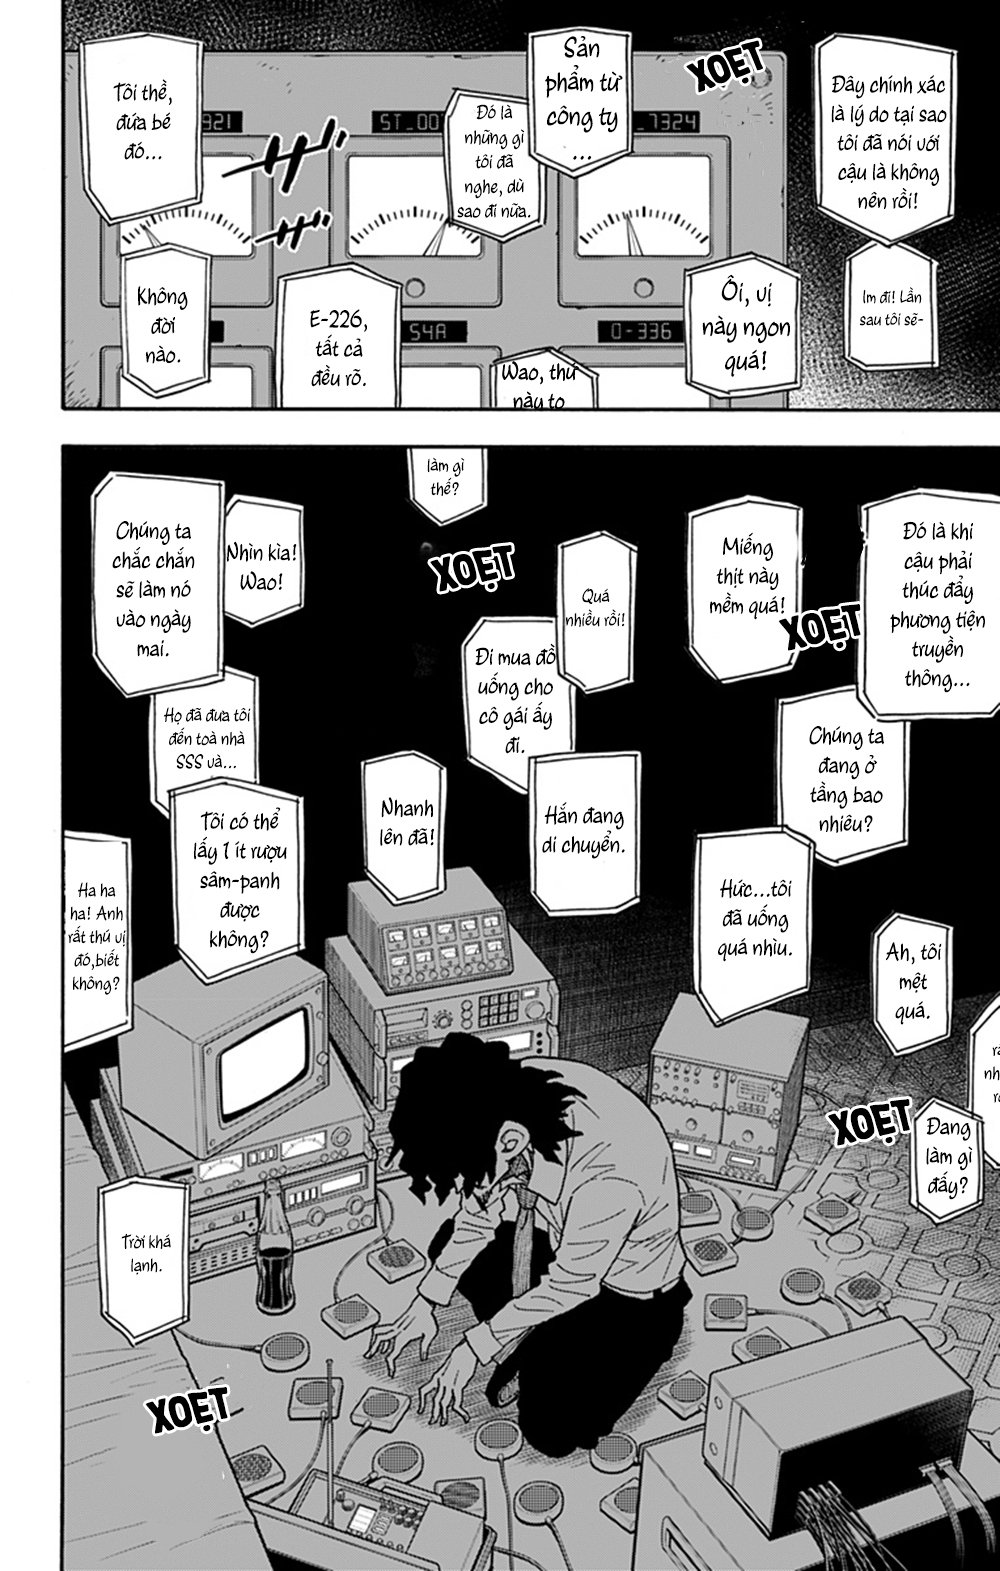 Đây chính xác
là lý do tại sao
tôi đã nói với
cậu là không
nên rồi!
Im đi! Lần
sau tôi sẽ-
XOẸT
_7324
Sản
phẩm từ
công ty
...
Ôi, vị
này ngon
quá!
O-336
Đó là
những gì
tôi đã
nghe, dù
sao đi nữa.
Wao, thứ
này to
ST_00
S4A
E-226,
tất cả
đều rõ.
Tôi thề,
đứa bé
đó...
921
Không
đời
nào.
Đó là khi
cậu phải
thúc đẩy
phương tiện
truyền
thông...
XOẸT
Miếng
thịt này
mềm quá!
Chúng ta
đang ở
tầng bao
nhiêu?
Quá
nhiều rồi!
làm gì
thế?
XOẸT
Đi mua đồ
uống cho
cô gái ấy
đi.
Hắn đang
di chuyển.
Nhìn kìa!
Wao!
Chúng ta
chắc chắn
sẽ làm nó
vào ngày
mai.
Họ đã đưa tôi
đến toà nhà
SSS và...
Nhanh
lên đã!
Tôi có thể
lấy 1 ít rượu
sâm-panh
được
không?
Ha ha
ha! Anh
rất thú vị
đó,biết
không?
Hức...tôi
đã uống
quá nhìu.
Ah, tôi
mệt
quá.
XOẸT
Đang
làm gì
đấy?
Trời khá
lạnh.
XOẸT